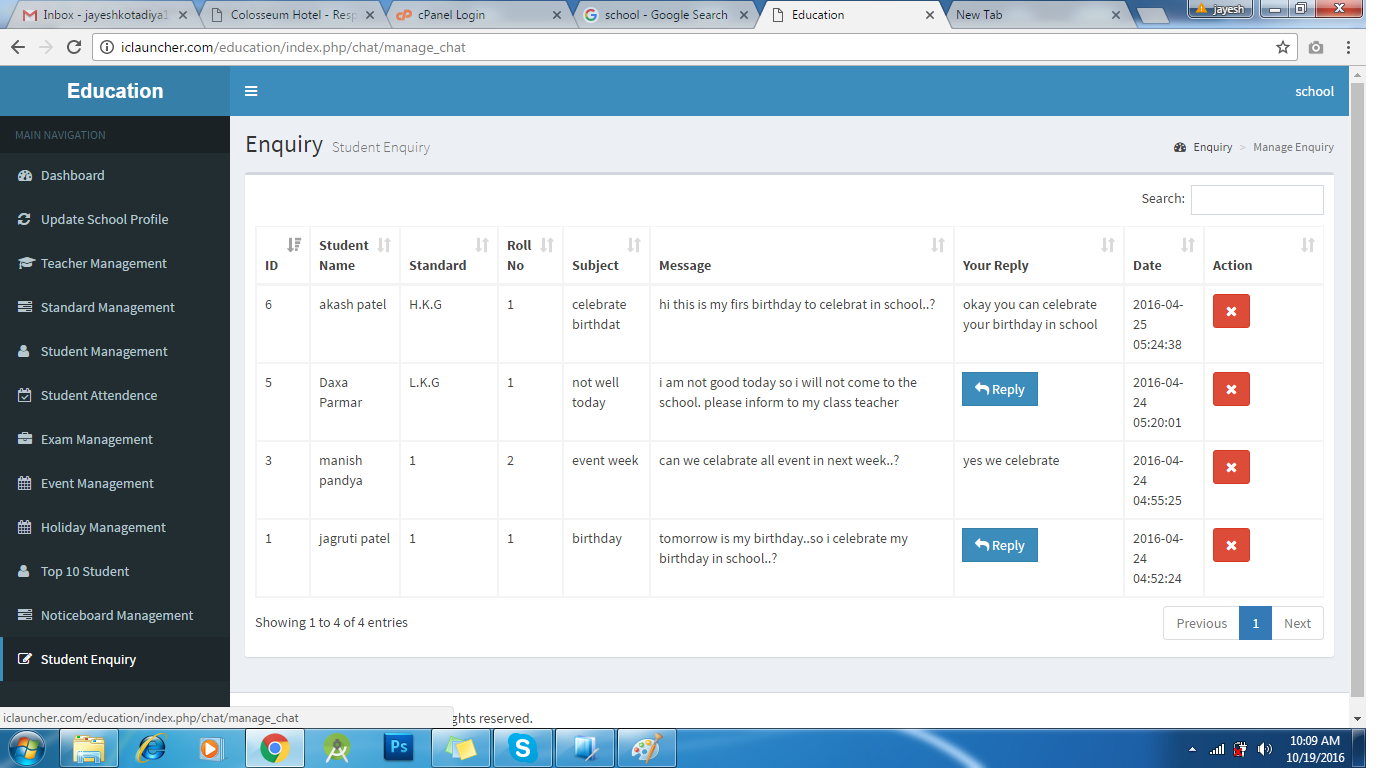 Inbox - jayeshkotadiya1
Colosseum Hotel - Resp
cPanel Login
school - Google Search
Education
New Tab
jayesh
iclauncher.com/education/index.php/chat/manage_chat
Education
school
MAIN NAVIGATION
Dashboard
Update School Profile
Teacher Management
Standard Management
Student Management
Student Attendence
Exam Management
Event Management
Holiday Management
Top 10 Student
Noticeboard Management
Student Enquiry
Enquiry Student Enquiry
Enquiry > Manage Enquiry
Search:
ID
Student
Name
Standard
Roll
No
Subject
Message
Your Reply
Date
Action
6
akash patel
H.K.G
1
celebrate
birthdat
hi this is my firs birthday to celebrat in school..?
okay you can celebrate
your birthday in school
2016-04-
25
05:24:38
5
Daxa
Parmar
L.K.G
1
not well
today
i am not good today so i will not come to the
school. please inform to my class teacher
Reply
2016-04-
24
05:20:01
3
manish
pandya
1
2
event week
can we celabrate all event in next week..?
yes we celebrate
2016-04-
24
04:55:25
1
jagruti patel
1
1
birthday
tomorrow is my birthday..so i celebrate my
birthday in school..?
Reply
2016-04-
24
04:52:24
Showing 1 to 4 of 4 entries
Previous 1 Next
iclauncher.com/education/index.php/chat/manage_chat
ghts reserved.
Ps
10:09 AM
10/19/2016